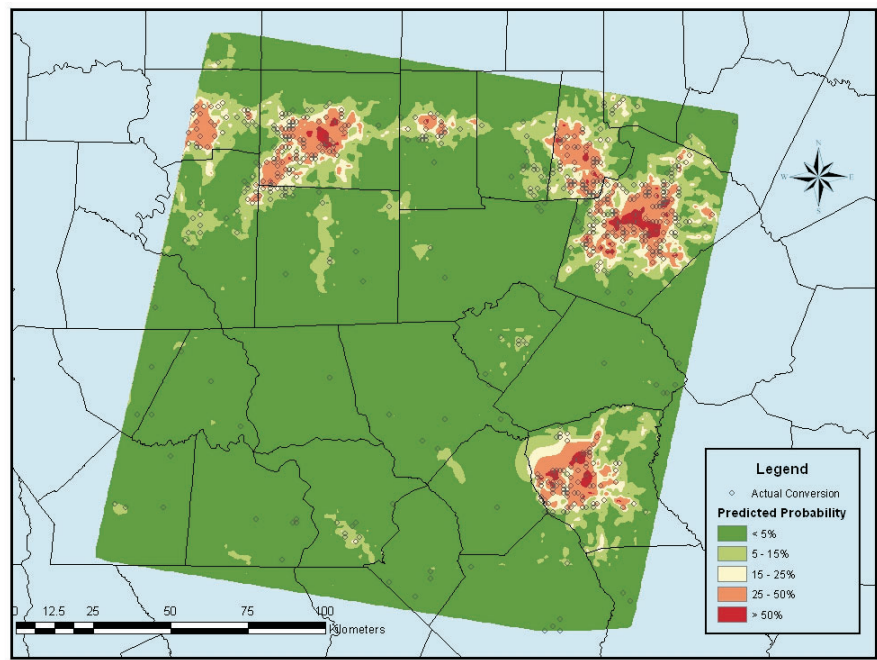 N
W E
S
Legend
Actual Conversion
Predicted Probability
< 5%
5 - 15%
15 - 25%
25 - 50%
> 50%
0 12.5 25 50 75 100
Kilometers